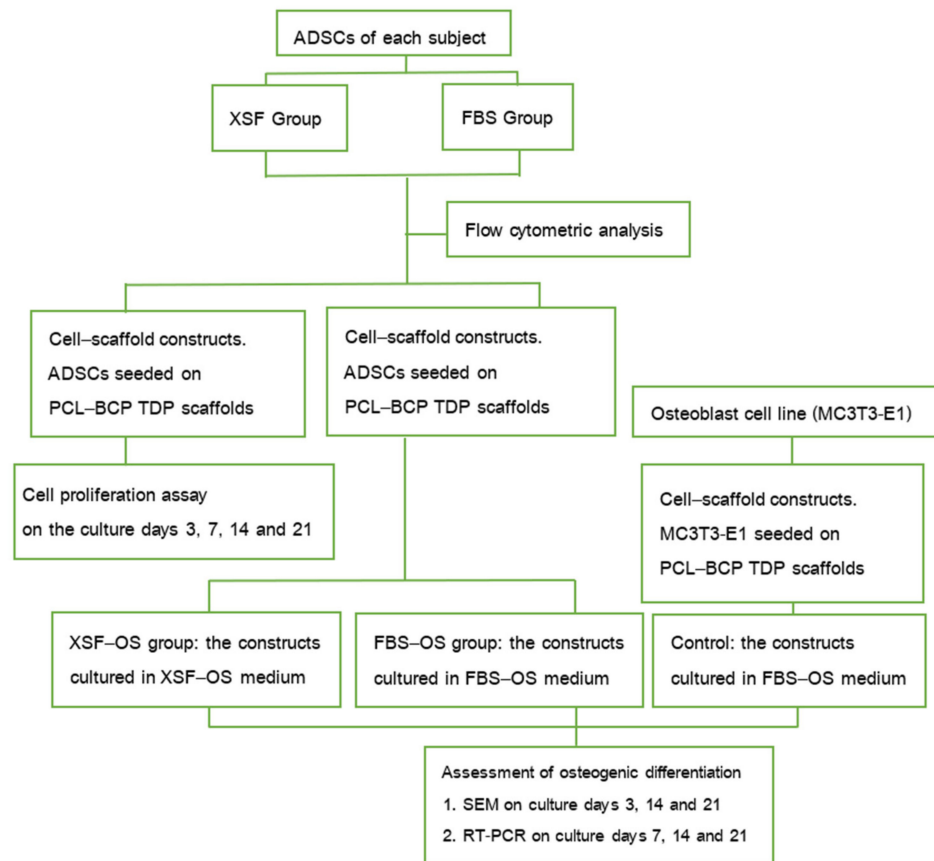 ADSCs of each subject
XSF Group
FBS Group
Flow cytometric analysis
Cell–scaffold constructs.
ADSCs seeded on
PCL–BCP TDP scaffolds
Cell–scaffold constructs.
ADSCs seeded on
PCL–BCP TDP scaffolds
Osteoblast cell line (MC3T3-E1)
Cell proliferation assay
on the culture days 3, 7, 14 and 21
Cell–scaffold constructs.
MC3T3-E1 seeded on
PCL–BCP TDP scaffolds
XSF–OS group: the constructs
cultured in XSF–OS medium
FBS–OS group: the constructs
cultured in FBS–OS medium
Control: the constructs
cultured in FBS–OS medium
Assessment of osteogenic differentiation
1. SEM on culture days 3, 14 and 21
2. RT-PCR on culture days 7, 14 and 21